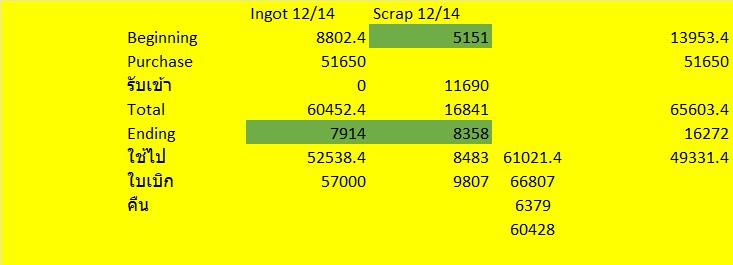 Ingot 12/14 Scrap 12/14
Beginning 8802.4 5151 13953.4
Purchase 51650 51650
รับเข้า 0 11690
Total 60452.4 16841 65603.4
Ending 7914 8358 16272
ใช้ไป 52538.4 8483 61021.4 49331.4
ใบเบิก 57000 9807 66807
คืน 6379
60428